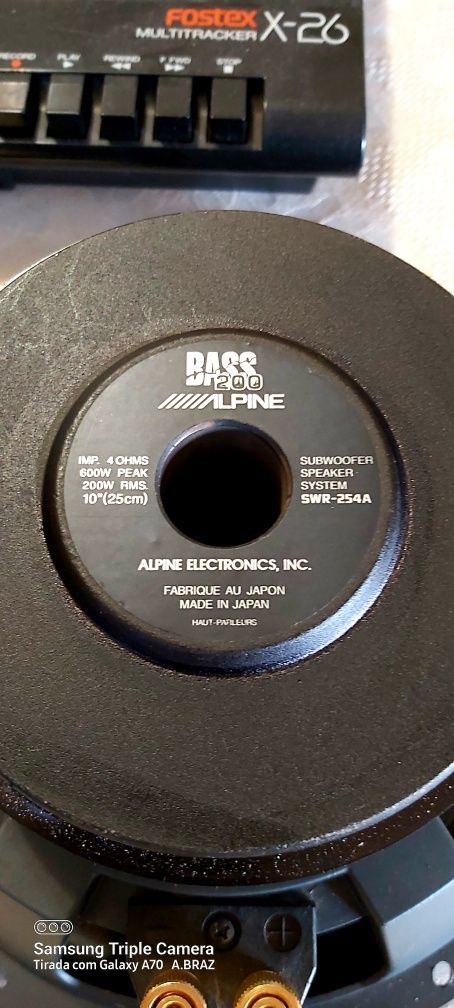 FOSTEX
MULTITRACKER X-26
RECORD PLAY REWIND F FWD STOP
BASS
200
ALPINE
IMP. 4 OHMS
600W PEAK
200W RMS.
10"(25cm)
SUBWOOFER
SPEAKER
SYSTEM
SWR-254A
ALPINE ELECTRONICS, INC.
FABRIQUE AU JAPON
MADE IN JAPAN
HAUT-PARLEURS
Samsung Triple Camera
Tirada com Galaxy A70 A.BRAZ